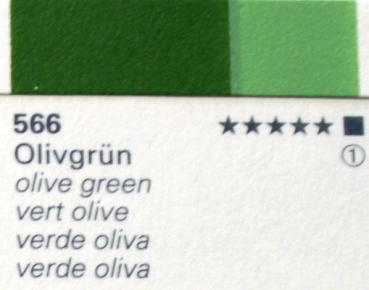 566 ★★★★★ ■
Olivgrün ①
olive green
vert olive
verde oliva
verde oliva